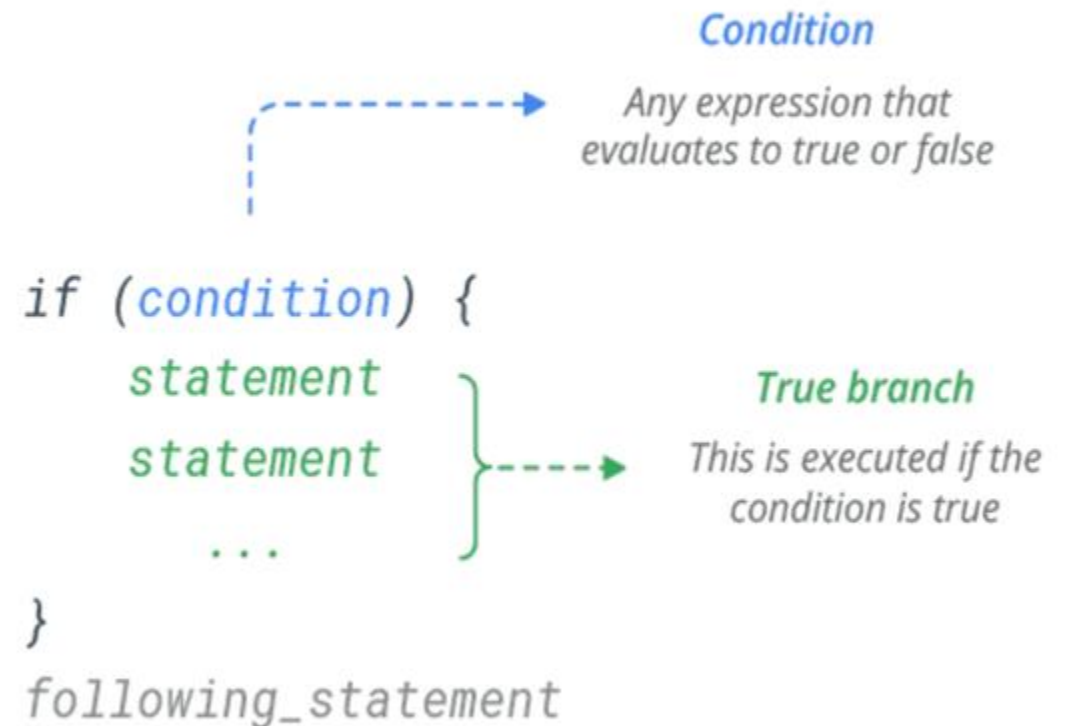 Condition
Any expression that
evaluates to true or false
if (condition) {
statement
statement
...
}
following_statement
True branch
This is executed if the
condition is true